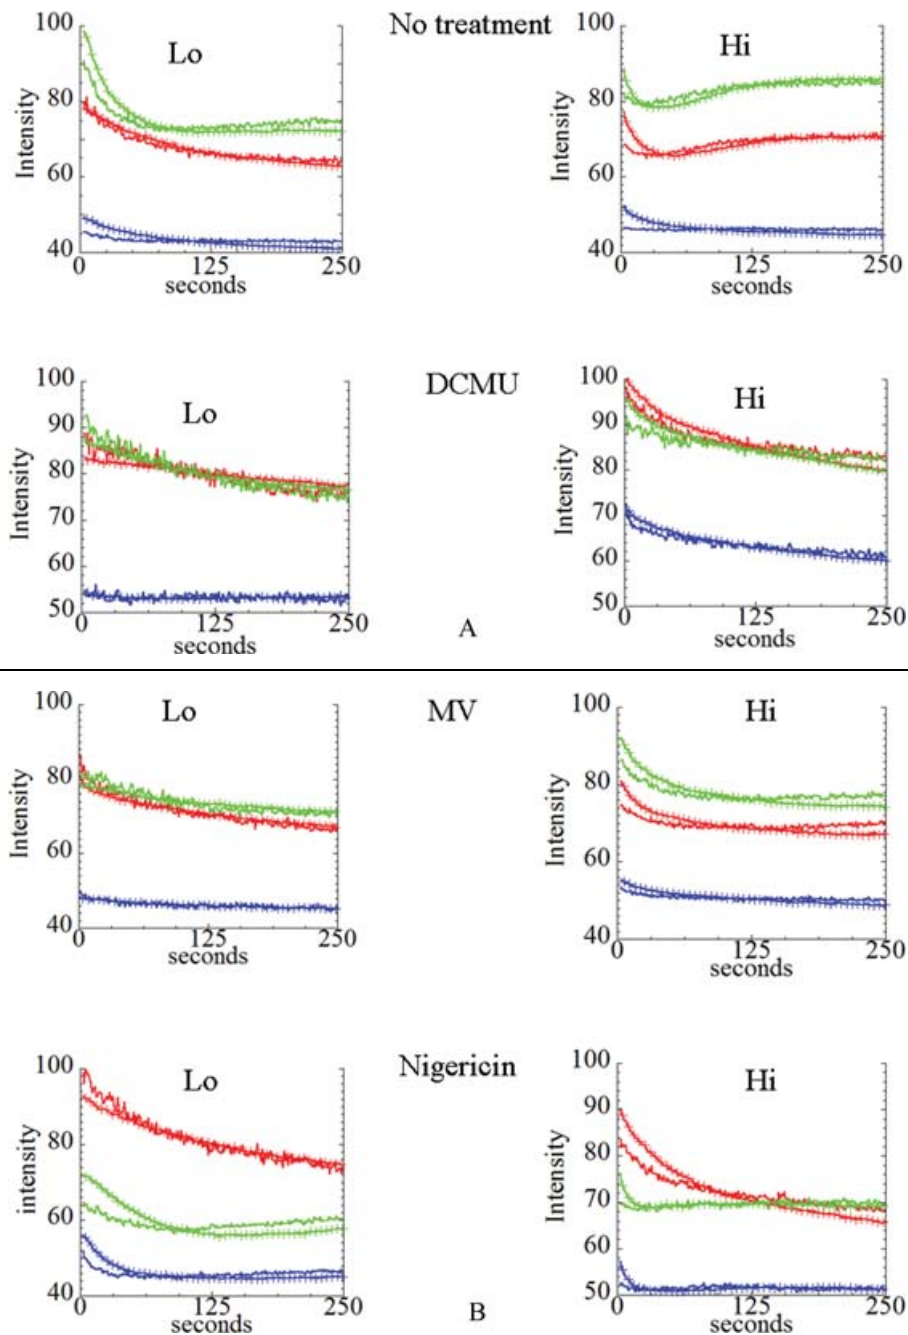 No treatment
Lo
Hi
Intensity
100
80
60
40
0
125
250
seconds
Intensity
100
80
60
40
0
125
250
seconds
DCMU
Lo
Hi
Intensity
100
90
80
70
60
50
0
125
250
seconds
Intensity
100
90
80
70
60
50
0
125
250
seconds
A
Lo
MV
Hi
Intensity
100
80
60
40
0
125
250
seconds
Intensity
100
80
60
40
0
125
250
seconds
Nigericin
Lo
Hi
intensity
100
80
60
40
0
125
250
seconds
Intensity
100
90
80
70
60
50
0
125
250
seconds
B